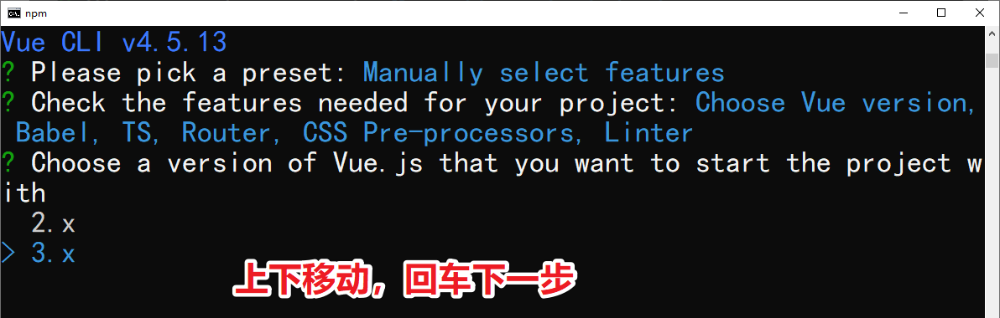 npm
Vue CLI v4.5.13
? Please pick a preset: Manually select features
? Check the features needed for your project: Choose Vue version,
Babel, TS, Router, CSS Pre-processors, Linter
? Choose a version of Vue.js that you want to start the project w
ith
2.x
> 3.x
上下移动，回车下一步